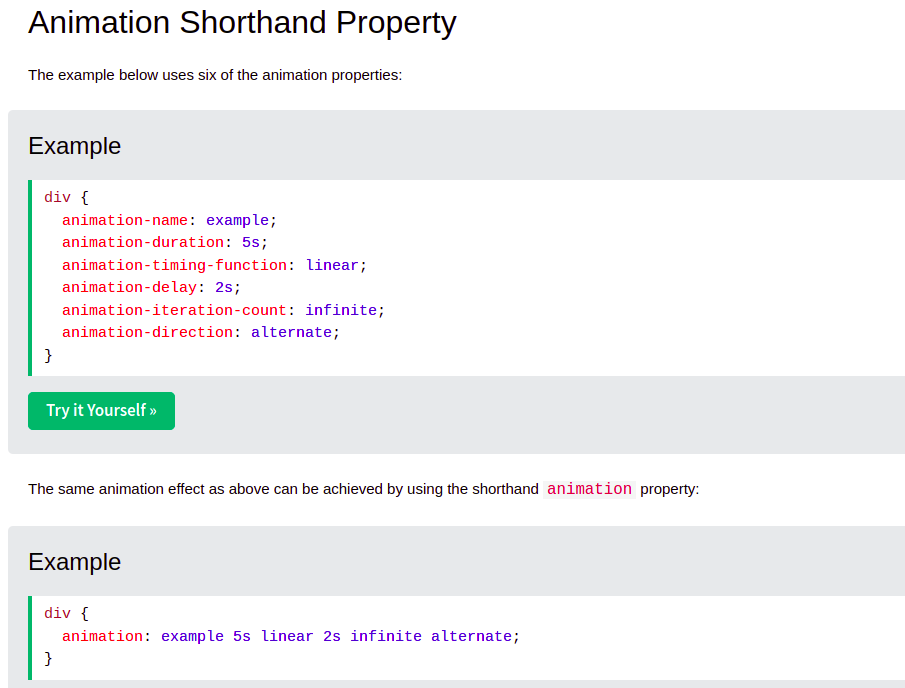 Animation Shorthand Property
The example below uses six of the animation properties:
Example
div {
  animation-name: example;
  animation-duration: 5s;
  animation-timing-function: linear;
  animation-delay: 2s;
  animation-iteration-count: infinite;
  animation-direction: alternate;
}
Try it Yourself »
The same animation effect as above can be achieved by using the shorthand animation property:
Example
div {
  animation: example 5s linear 2s infinite alternate;
}